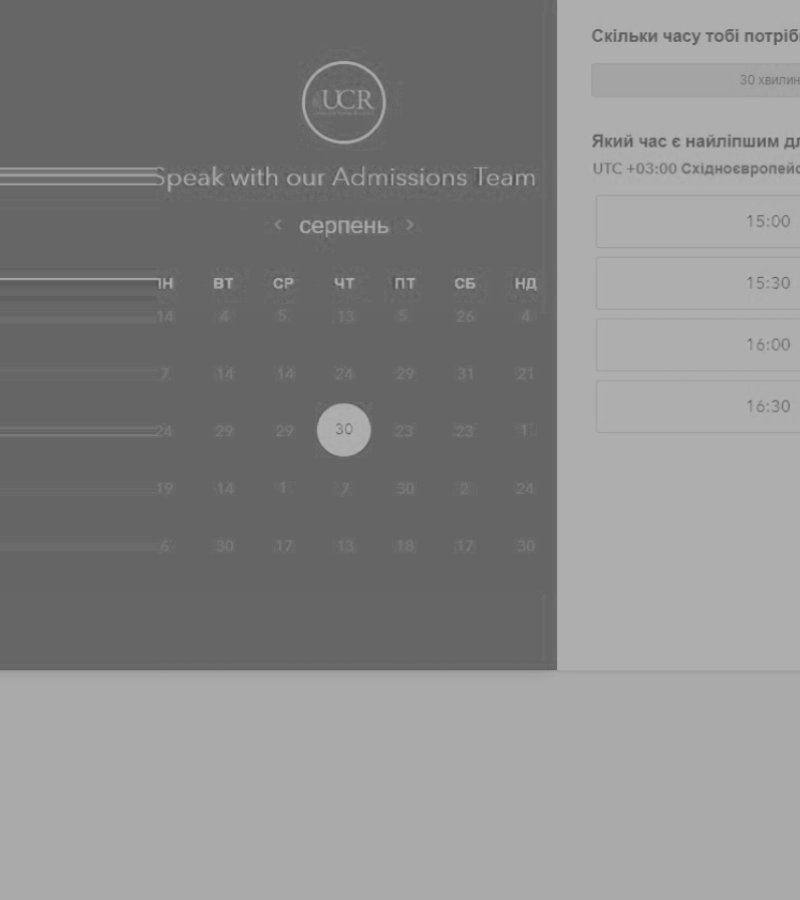 UCR
Speak with our Admissions Team
‹ серпень ›
ПН ВТ СР ЧТ ПТ СБ НД
14 4 5 13 5 26 4
7 14 14 24 29 31 21
24 29 29 30 23 23 1
19 14 1 7 30 2 24
6 30 17 13 18 17 30
Скільки часу тобі потріб
30 хвилин
Який час є найліпшим д
UTC +03:00 Східноєвропейс
15:00
15:30
16:00
16:30